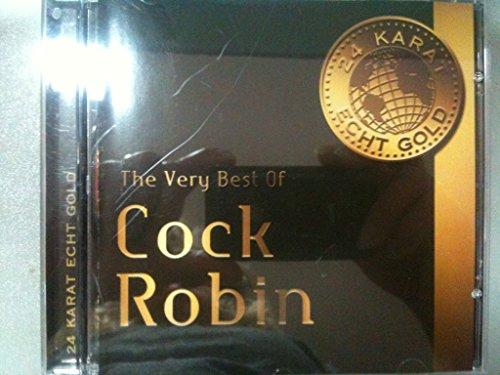 24 KARAT ECHT GOLD
24 KARAT
ECHT GOLD
The Very Best Of
Cock
Robin